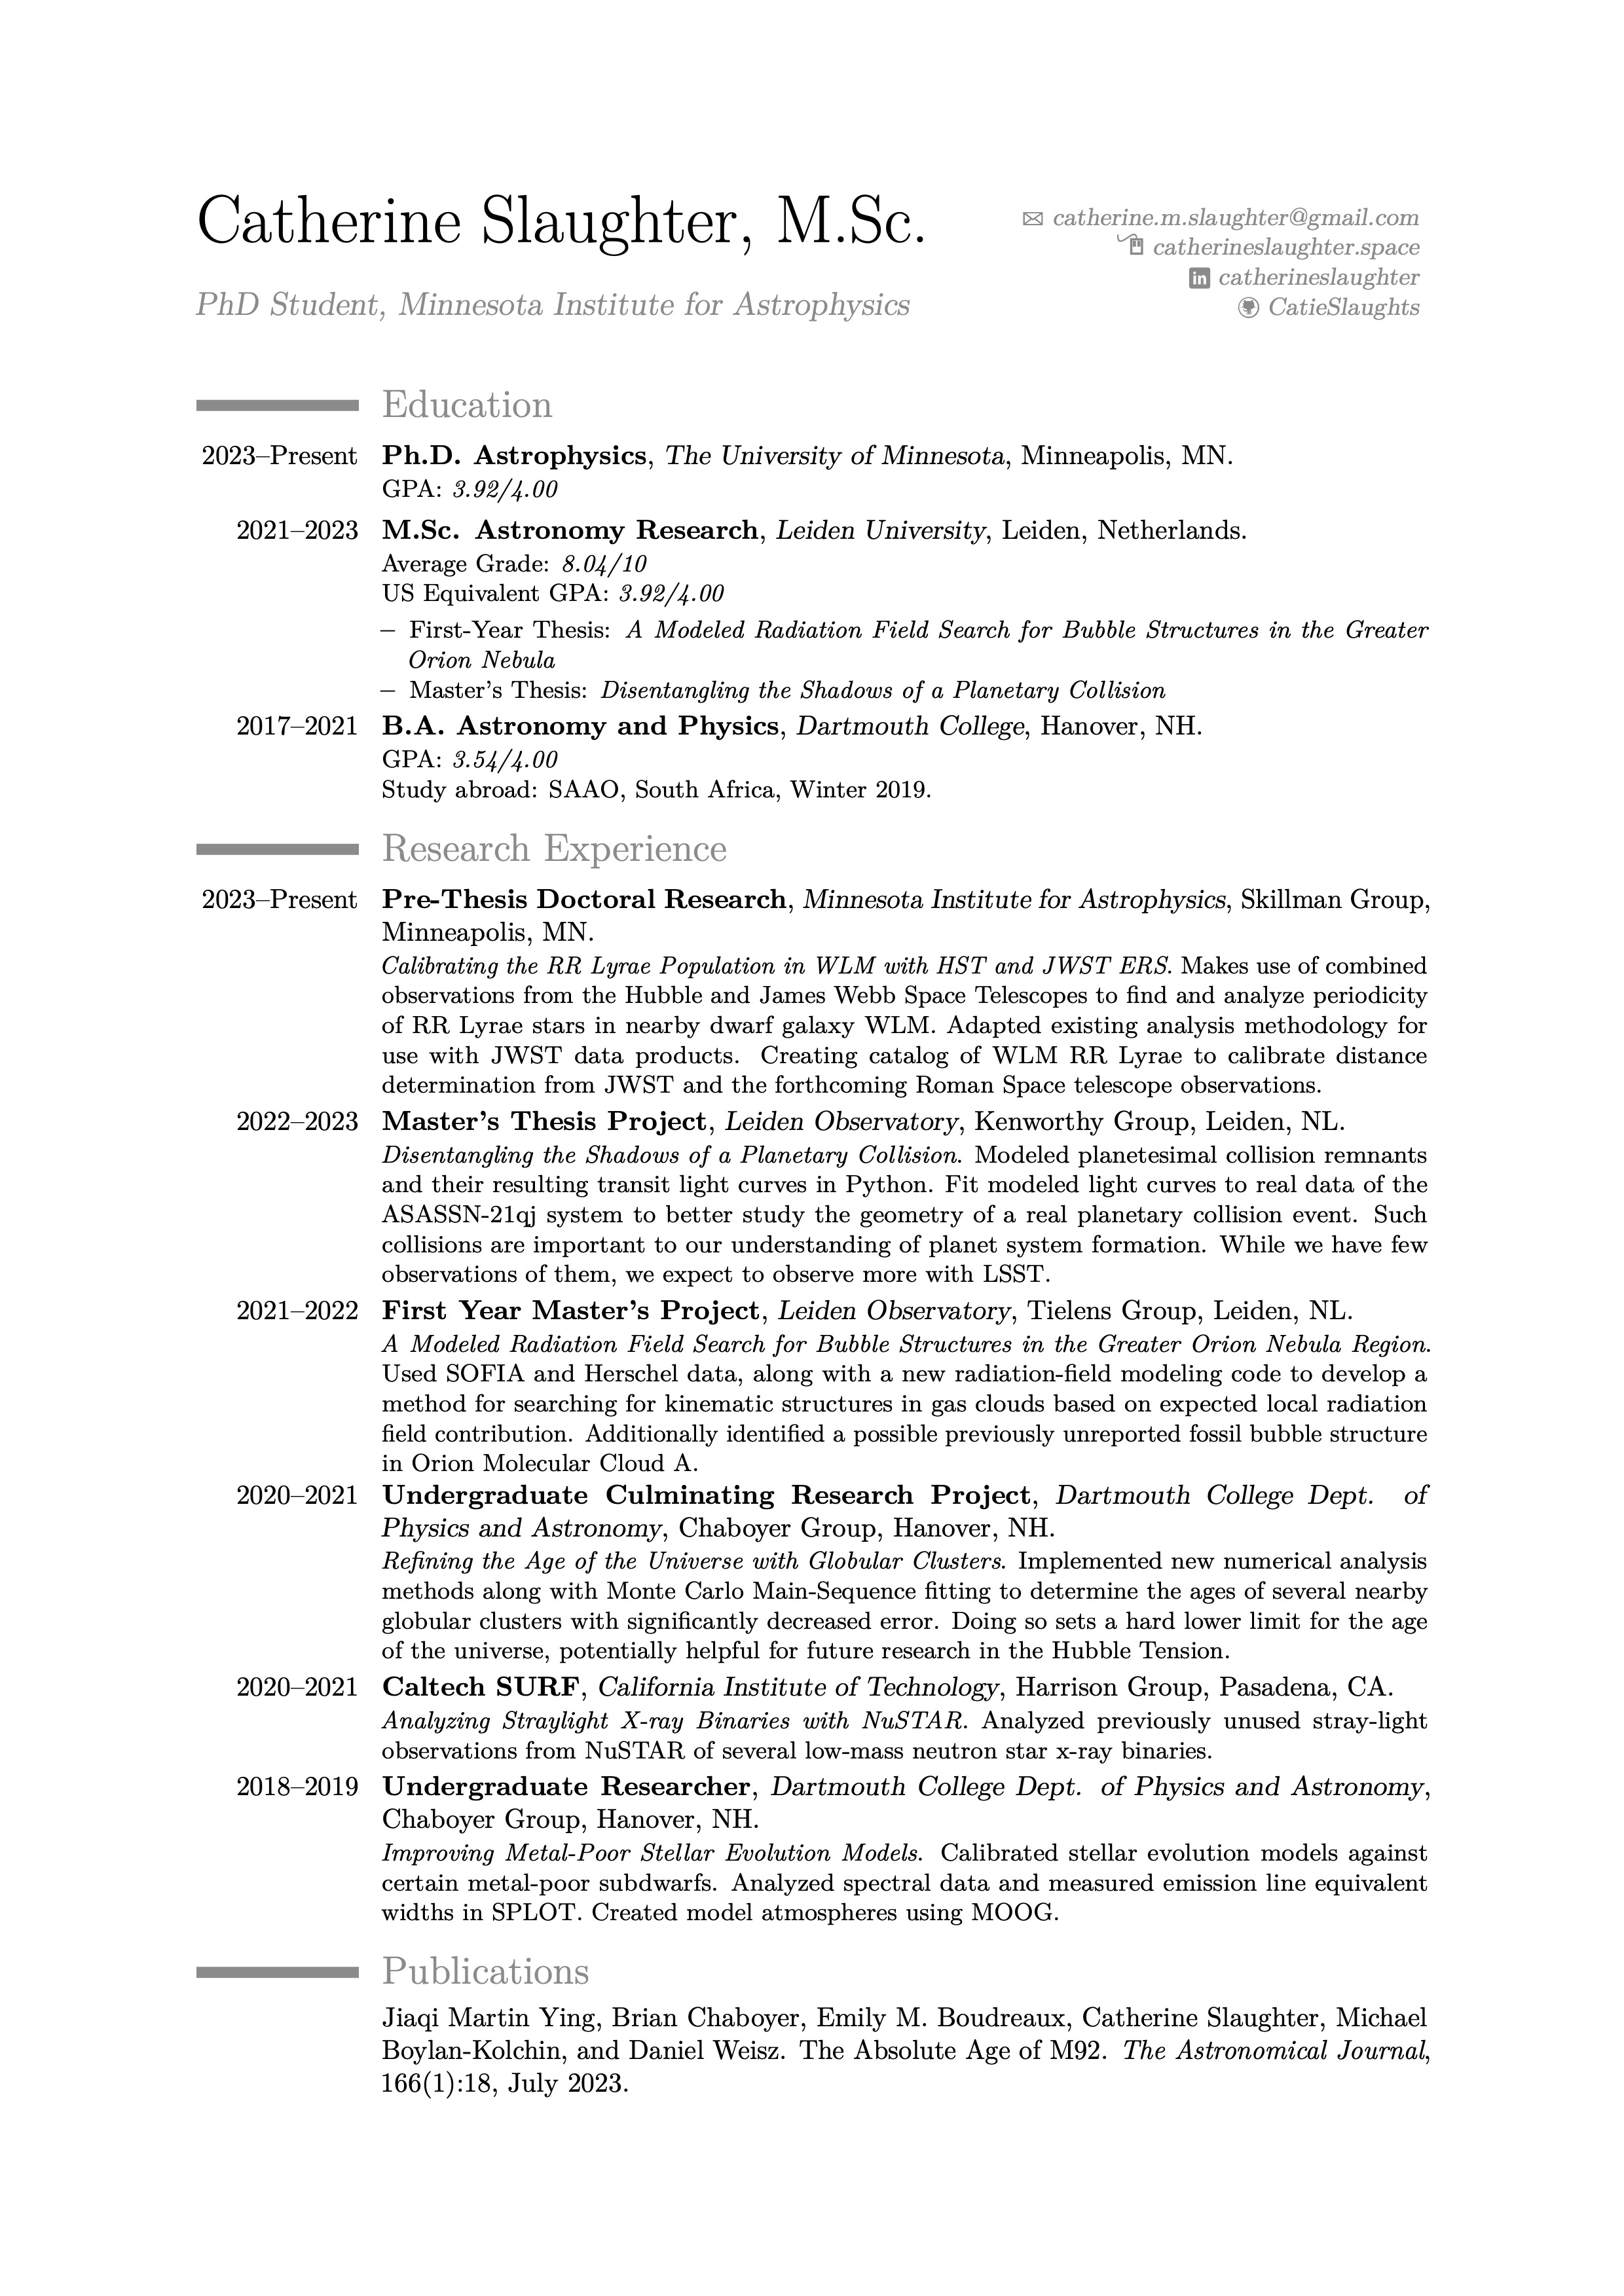 Catherine Slaughter, M.Sc.
PhD Student, Minnesota Institute for Astrophysics
catherine.m.slaughter@gmail.com
catherineslaughter.space
catherineslaughter
CatieSlaughts
Education
2023–Present Ph.D. Astrophysics, The University of Minnesota, Minneapolis, MN.
GPA: 3.92/4.00
2021–2023 M.Sc. Astronomy Research, Leiden University, Leiden, Netherlands.
Average Grade: 8.04/10
US Equivalent GPA: 3.92/4.00
– First-Year Thesis: A Modeled Radiation Field Search for Bubble Structures in the Greater
Orion Nebula
– Master's Thesis: Disentangling the Shadows of a Planetary Collision
2017–2021 B.A. Astronomy and Physics, Dartmouth College, Hanover, NH.
GPA: 3.54/4.00
Study abroad: SAAO, South Africa, Winter 2019.
Research Experience
2023–Present Pre-Thesis Doctoral Research, Minnesota Institute for Astrophysics, Skillman Group,
Minneapolis, MN.
Calibrating the RR Lyrae Population in WLM with HST and JWST ERS. Makes use of combined
observations from the Hubble and James Webb Space Telescopes to find and analyze periodicity
of RR Lyrae stars in nearby dwarf galaxy WLM. Adapted existing analysis methodology for
use with JWST data products. Creating catalog of WLM RR Lyrae to calibrate distance
determination from JWST and the forthcoming Roman Space telescope observations.
2022–2023 Master's Thesis Project, Leiden Observatory, Kenworthy Group, Leiden, NL.
Disentangling the Shadows of a Planetary Collision. Modeled planetesimal collision remnants
and their resulting transit light curves in Python. Fit modeled light curves to real data of the
ASASSN-21qj system to better study the geometry of a real planetary collision event. Such
collisions are important to our understanding of planet system formation. While we have few
observations of them, we expect to observe more with LSST.
2021–2022 First Year Master's Project, Leiden Observatory, Tielens Group, Leiden, NL.
A Modeled Radiation Field Search for Bubble Structures in the Greater Orion Nebula Region.
Used SOFIA and Herschel data, along with a new radiation-field modeling code to develop a
method for searching for kinematic structures in gas clouds based on expected local radiation
field contribution. Additionally identified a possible previously unreported fossil bubble structure
in Orion Molecular Cloud A.
2020–2021 Undergraduate Culminating Research Project, Dartmouth College Dept. of
Physics and Astronomy, Chaboyer Group, Hanover, NH.
Refining the Age of the Universe with Globular Clusters. Implemented new numerical analysis
methods along with Monte Carlo Main-Sequence fitting to determine the ages of several nearby
globular clusters with significantly decreased error. Doing so sets a hard lower limit for the age
of the universe, potentially helpful for future research in the Hubble Tension.
2020–2021 Caltech SURF, California Institute of Technology, Harrison Group, Pasadena, CA.
Analyzing Straylight X-ray Binaries with NuSTAR. Analyzed previously unused stray-light
observations from NuSTAR of several low-mass neutron star x-ray binaries.
2018–2019 Undergraduate Researcher, Dartmouth College Dept. of Physics and Astronomy,
Chaboyer Group, Hanover, NH.
Improving Metal-Poor Stellar Evolution Models. Calibrated stellar evolution models against
certain metal-poor subdwarfs. Analyzed spectral data and measured emission line equivalent
widths in SPLOT. Created model atmospheres using MOOG.
Publications
Jiaqi Martin Ying, Brian Chaboyer, Emily M. Boudreaux, Catherine Slaughter, Michael
Boylan-Kolchin, and Daniel Weisz. The Absolute Age of M92. The Astronomical Journal,
166(1):18, July 2023.